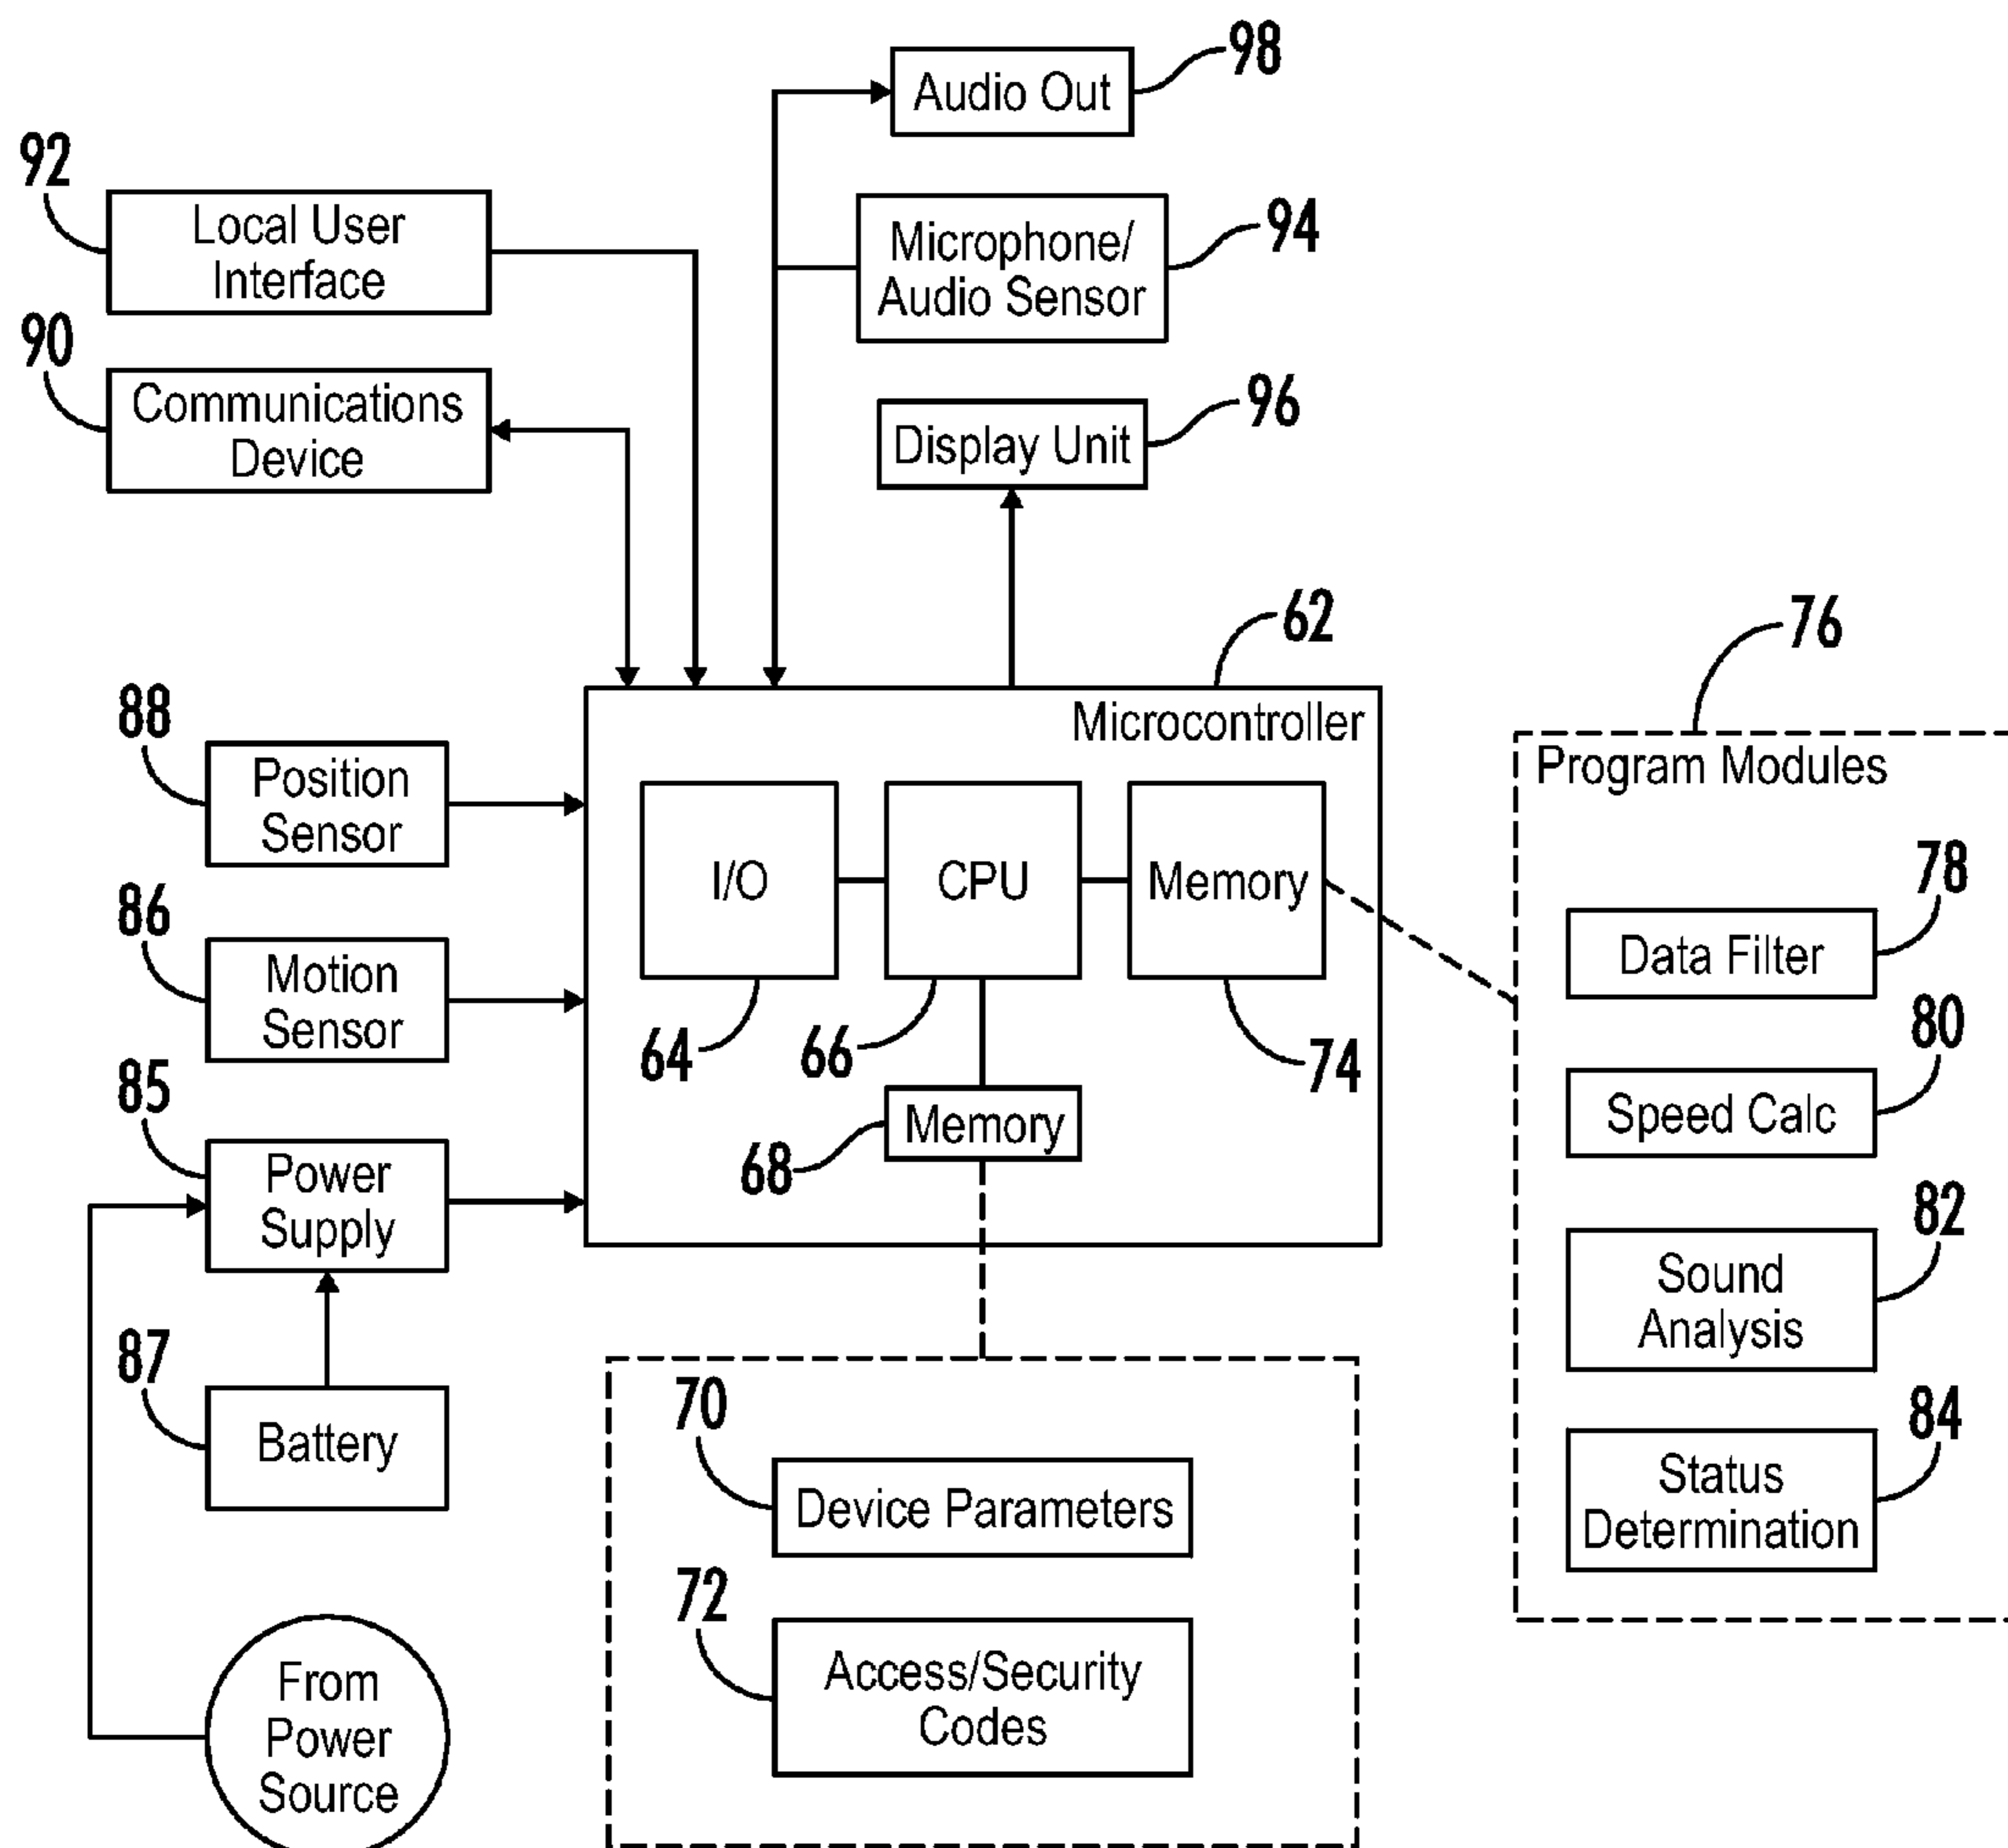 98
Audio Out
92
Local User
Interface
94
Microphone/
Audio Sensor
90
Communications
Device
96
Display Unit
62
Microcontroller
76
Program Modules
88
Position
Sensor
I/O
CPU
Memory
78
Data Filter
86
Motion
Sensor
64
66
74
80
Speed Calc
85
Power
Supply
Memory
68
82
Sound
Analysis
87
Battery
70
Device Parameters
84
Status
Determination
72
Access/Security
Codes
From
Power
Source